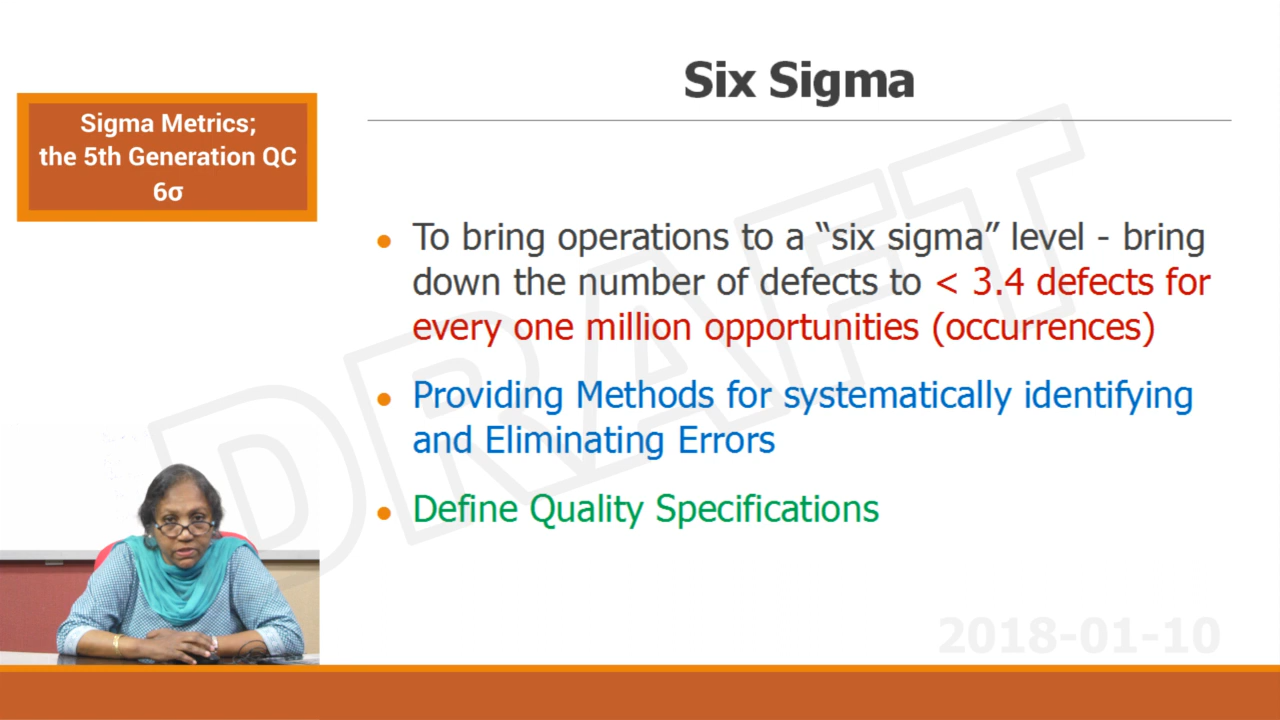 Six Sigma
Sigma Metrics;
the 5th Generation QC
6σ
• To bring operations to a “six sigma” level - bring
down the number of defects to < 3.4 defects for
every one million opportunities (occurrences)
• Providing Methods for systematically identifying
and Eliminating Errors
• Define Quality Specifications
DRAFT
2018-01-10